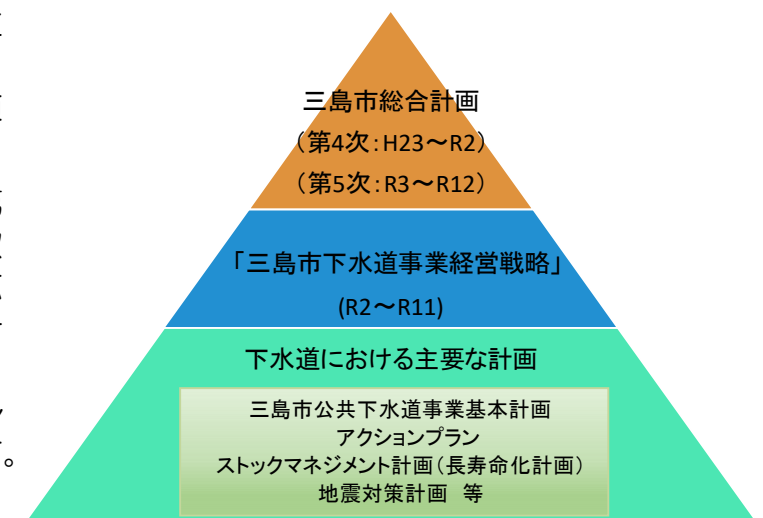 三島市総合計画
（第4次：H23～R2）
（第5次：R3～R12）
「三島市下水道事業経営戦略」
(R2～R11)
下水道における主要な計画
三島市公共下水道事業基本計画
アクションプラン
ストックマネジメント計画（長寿命化計画）
地震対策計画　等